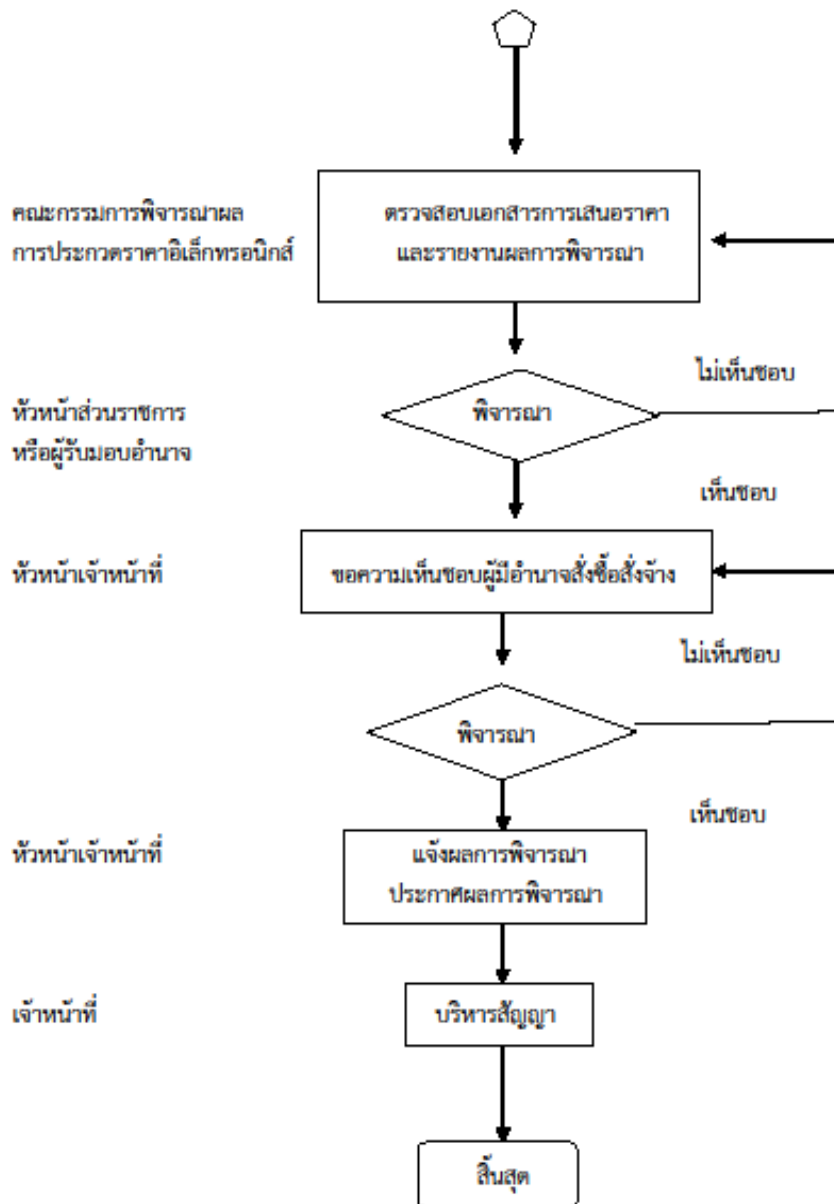 คณะกรรมการพิจารณาผล
การประกวดราคาอิเล็กทรอนิกส์
ตรวจสอบเอกสารการเสนอราคา
และรายงานผลการพิจารณา
ไม่เห็นชอบ
หัวหน้าส่วนราชการ
หรือผู้รับมอบอำนาจ
พิจารณา
เห็นชอบ
หัวหน้าเจ้าหน้าที่
ขอความเห็นชอบผู้มีอำนาจสั่งซื้อสั่งจ้าง
ไม่เห็นชอบ
พิจารณา
เห็นชอบ
หัวหน้าเจ้าหน้าที่
แจ้งผลการพิจารณา
ประกาศผลการพิจารณา
เจ้าหน้าที่
บริหารสัญญา
สิ้นสุด